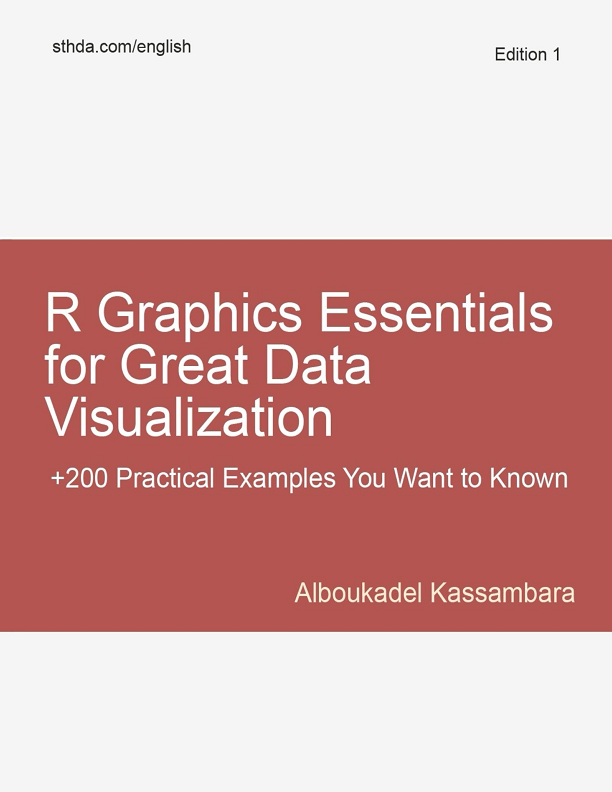 sthda.com/english
Edition 1
R Graphics Essentials
for Great Data
Visualization
+200 Practical Examples You Want to Known
Alboukadel Kassambara